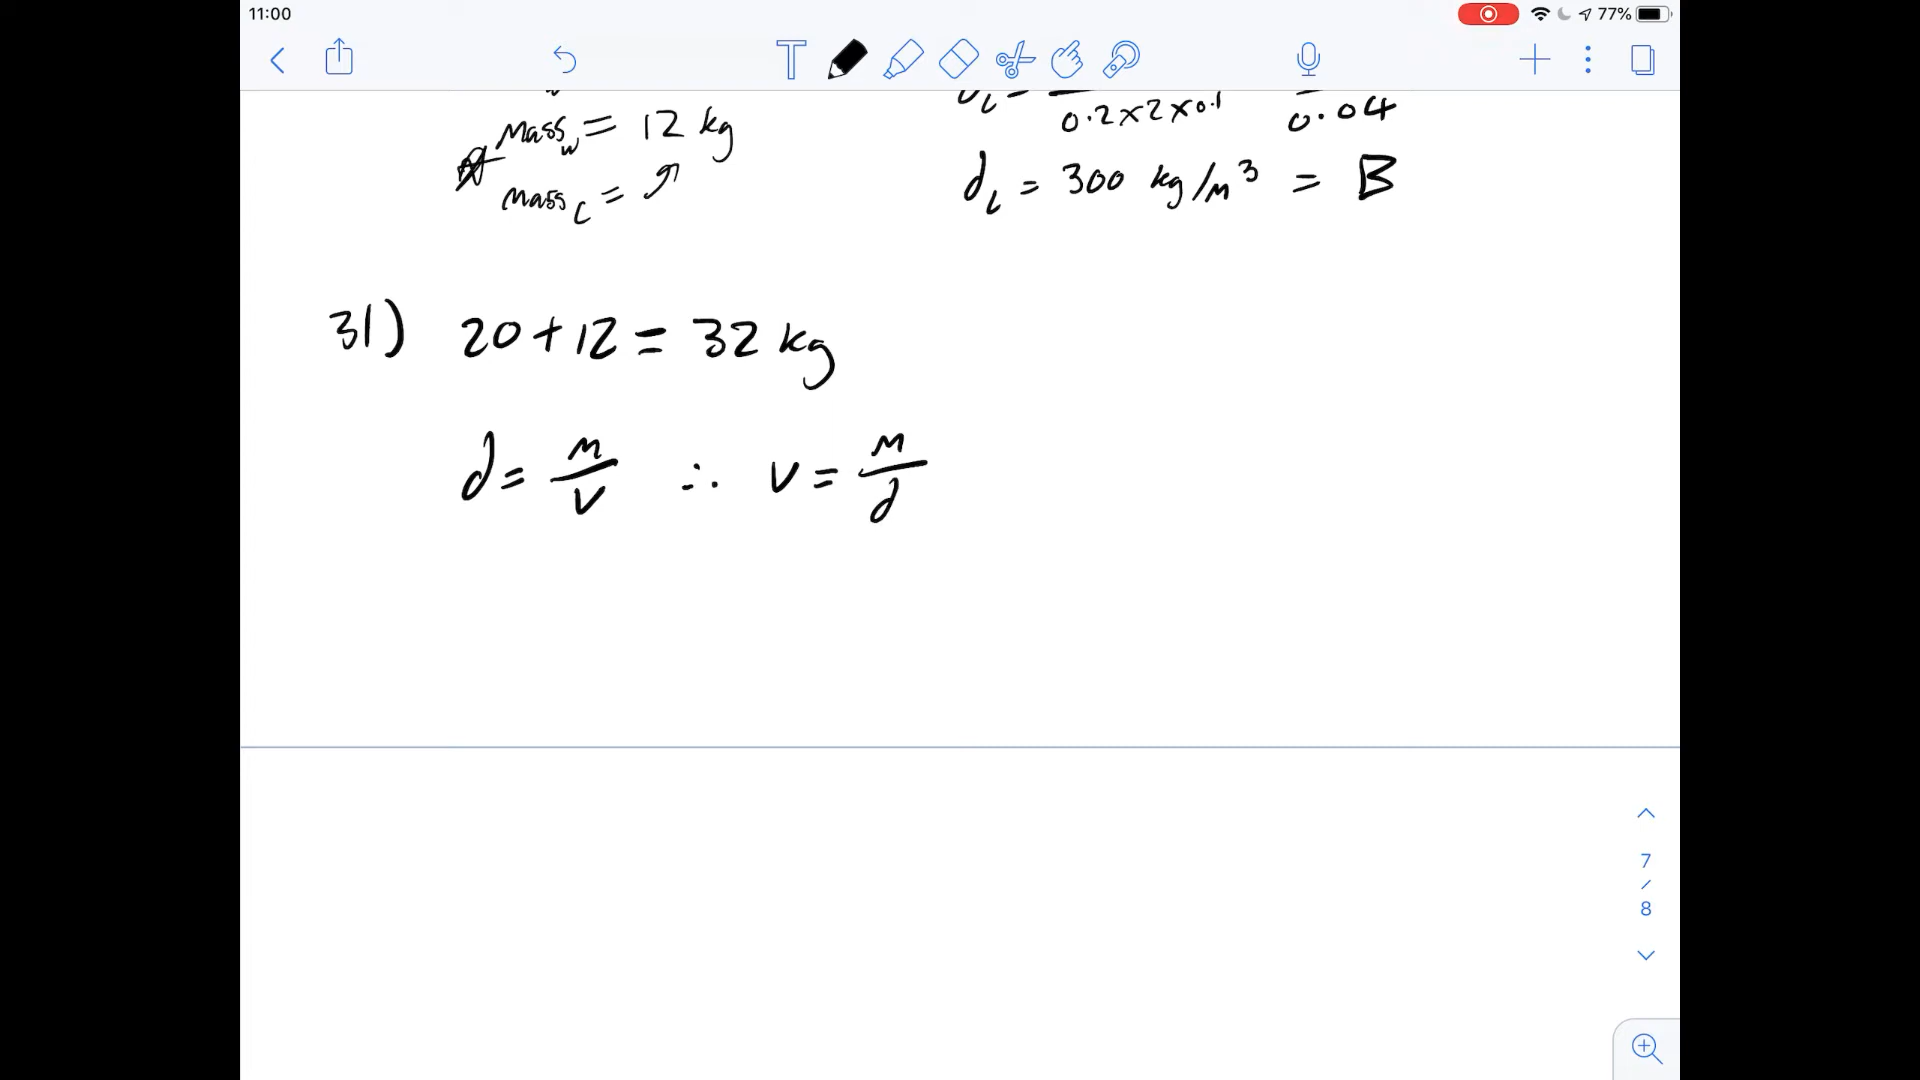 11:00
77%
mass_w = 12 kg
mass_c =
0.2×2×0.1 0.04
d_L = 300 kg/m³ = B
31) 20+12 = 32 kg
d = m/v ∴ v = m/d
7
/
8